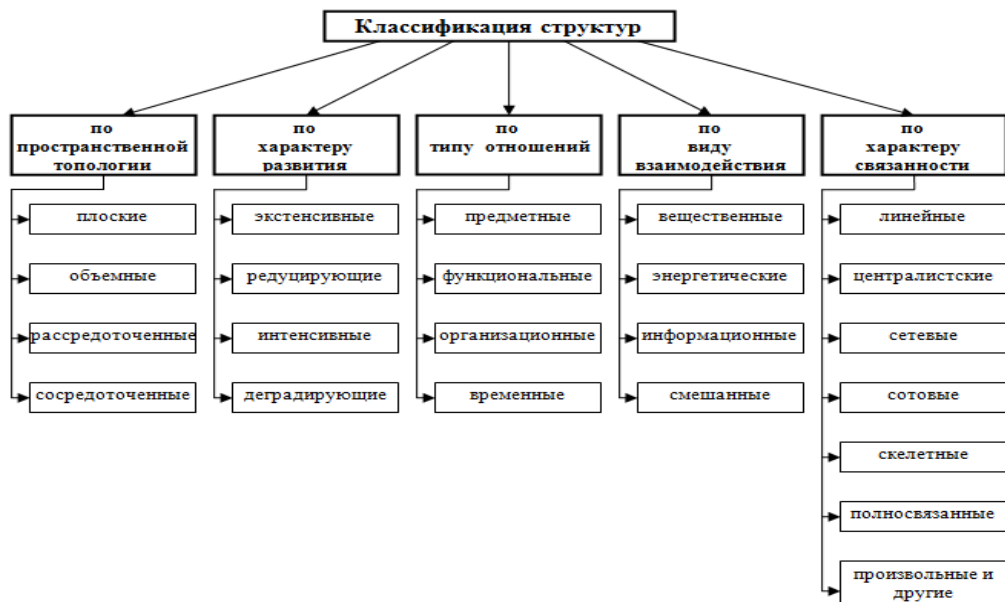 Классификация структур
по
пространственной
топологии
плоские
объемные
рассредоточенные
сосредоточенные
по
характеру
развития
экстенсивные
редуцирующие
интенсивные
деградирующие
по
типу отношений
предметные
функциональные
организационные
временные
по
виду
взаимодействия
вещественные
энергетические
информационные
смешанные
по
характеру
связанности
линейные
централистские
сетевые
сотовые
скелетные
полносвязанные
произвольные и
другие